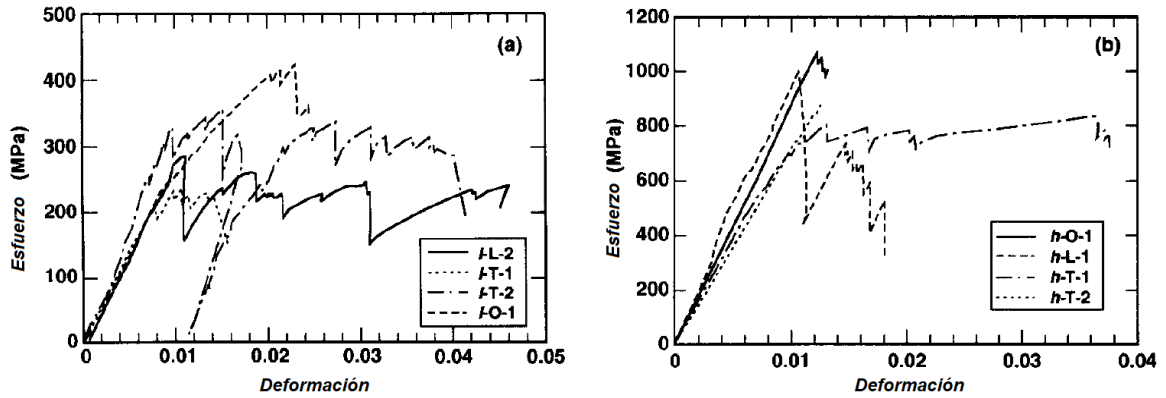 500
400
300
200
100
0
Esfuerzo (MPa)
(a)
l-L-2
l-T-1
l-T-2
l-O-1
0
0.01
0.02
0.03
0.04
0.05
Deformación
1200
1000
800
600
400
200
0
Esfuerzo (MPa)
(b)
h-O-1
h-L-1
h-T-1
h-T-2
0
0.01
0.02
0.03
0.04
Deformación